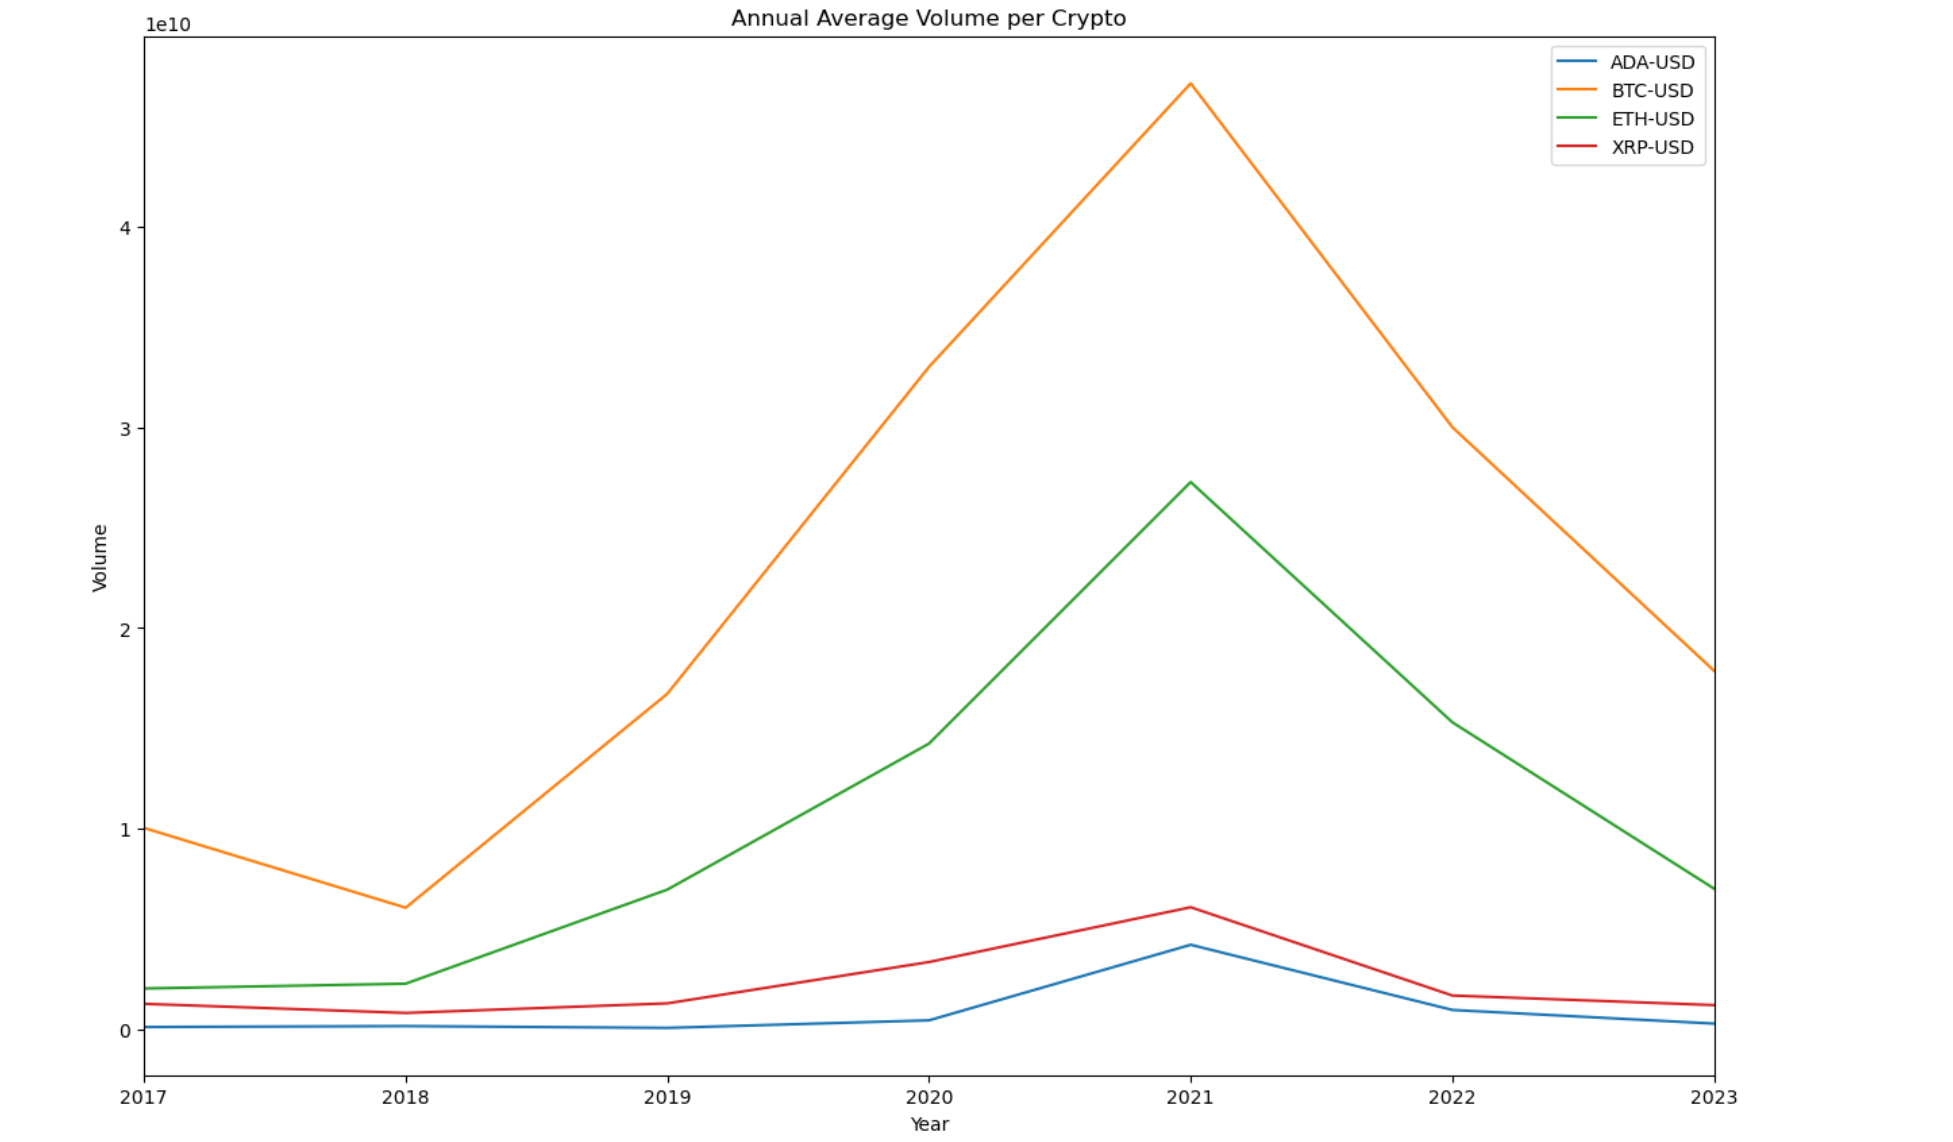 Annual Average Volume per Crypto
1e10
ADA-USD
BTC-USD
ETH-USD
XRP-USD
4
3
2
1
0
Volume
2017 2018 2019 2020 2021 2022 2023
Year